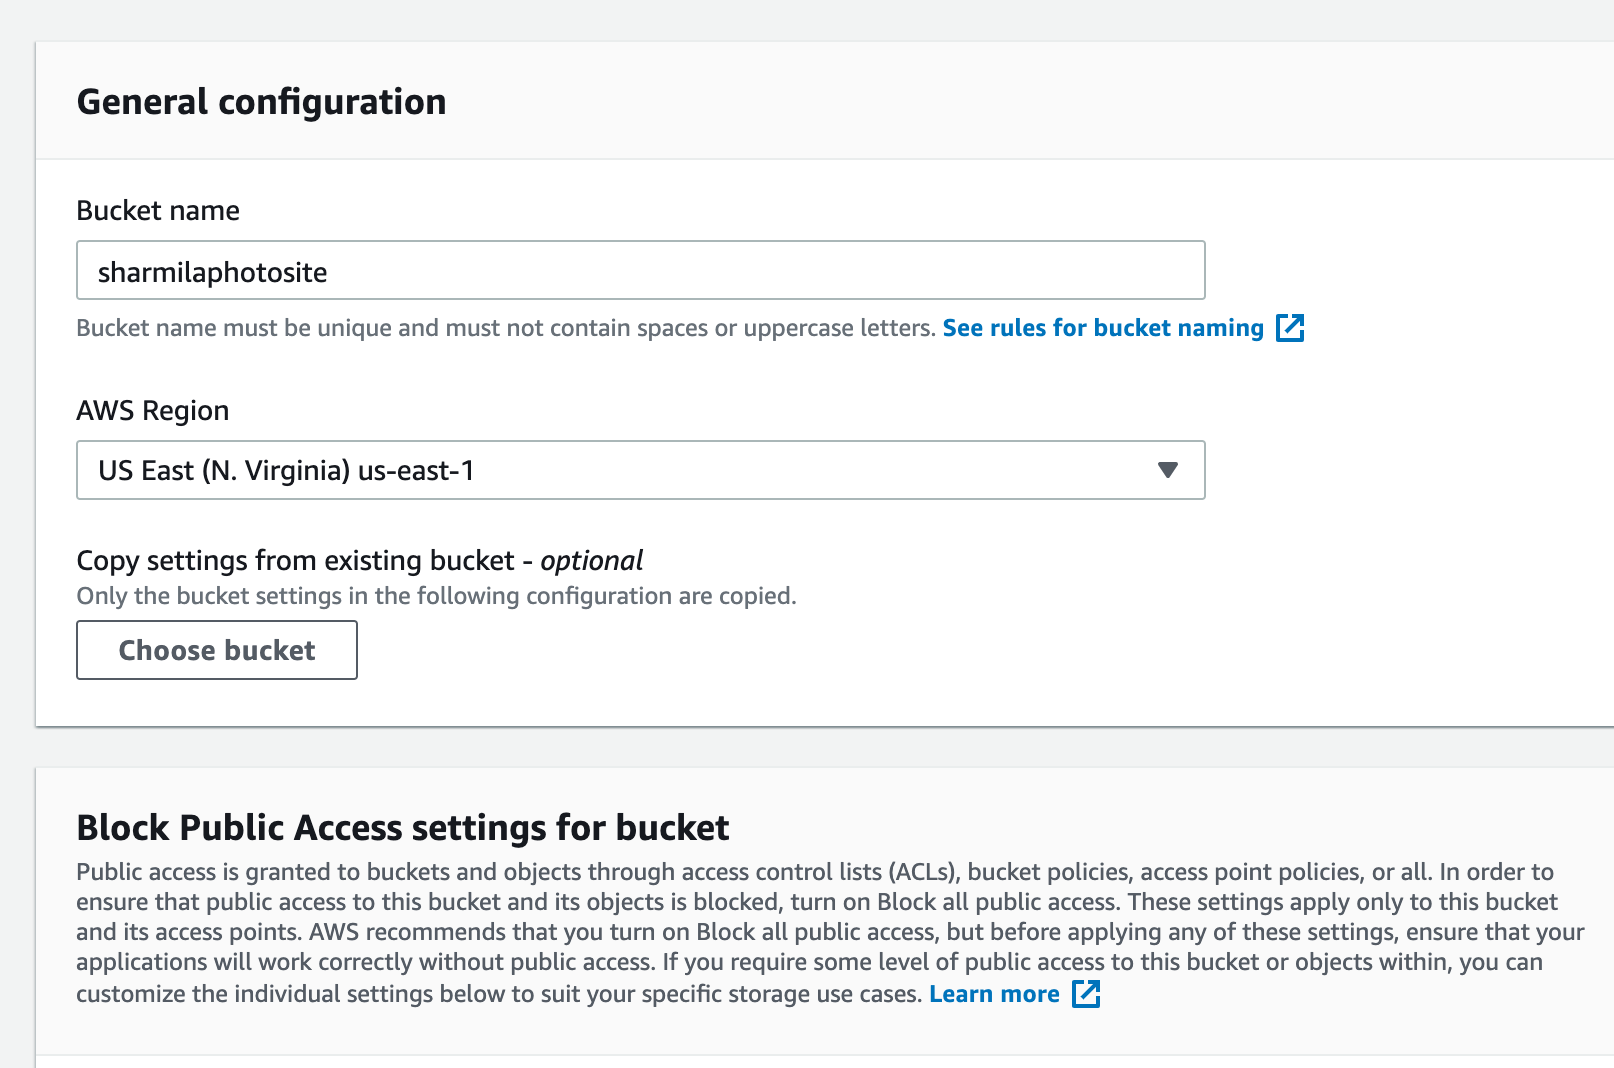 General configuration
Bucket name
sharmilaphotosite
Bucket name must be unique and must not contain spaces or uppercase letters. See rules for bucket naming
AWS Region
US East (N. Virginia) us-east-1
Copy settings from existing bucket - optional
Only the bucket settings in the following configuration are copied.
Choose bucket
Block Public Access settings for bucket
Public access is granted to buckets and objects through access control lists (ACLs), bucket policies, access point policies, or all. In order to
ensure that public access to this bucket and its objects is blocked, turn on Block all public access. These settings apply only to this bucket
and its access points. AWS recommends that you turn on Block all public access, but before applying any of these settings, ensure that your
applications will work correctly without public access. If you require some level of public access to this bucket or objects within, you can
customize the individual settings below to suit your specific storage use cases. Learn more